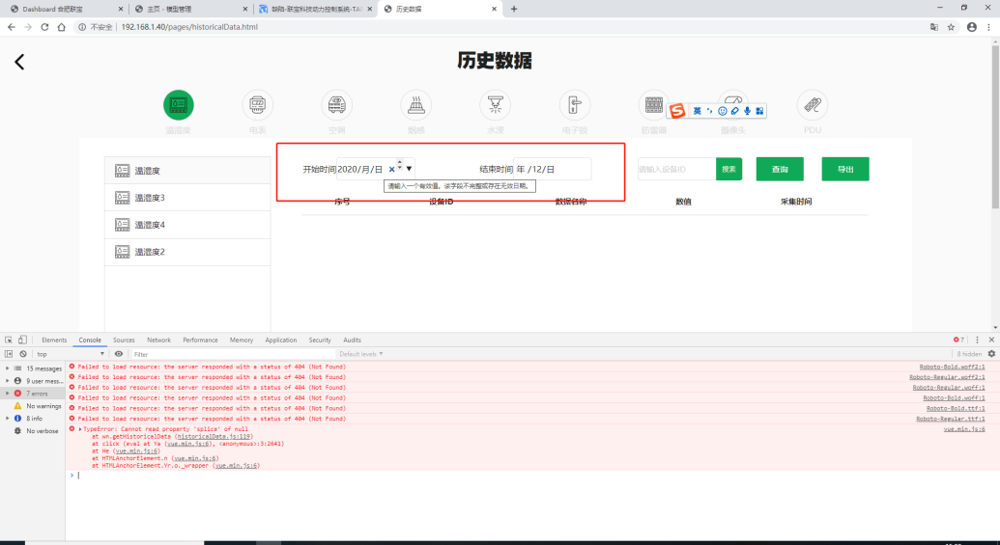 Dashboard 合肥联宝
主页 - 模型管理
缺陷-联宝科技动力控制系统-TAP
历史数据
不安全 | 192.168.1.40/pages/historicalData.html
历史数据
温湿度 电表 空调 烟感 水浸 电子锁 防雷器 摄像头 PDU
英
温湿度
温湿度3
温湿度4
温湿度2
开始时间 2020/月/日
结束时间 年 /12/日
请输入设备ID 搜索 查询 导出
请输入一个有效值。该字段不完整或存在无效日期。
序号 设备ID 数据名称 数值 采集时间
Elements Console Sources Network Performance Memory Application Security Audits
7
top Filter Default levels ▼ 8 hidden
15 messages
9 user mess...
7 errors
No warnings
8 info
No verbose
Failed to load resource: the server responded with a status of 404 (Not Found) Roboto-Bold.woff2:1
Failed to load resource: the server responded with a status of 404 (Not Found) Roboto-Regular.woff2:1
Failed to load resource: the server responded with a status of 404 (Not Found) Roboto-Regular.woff:1
Failed to load resource: the server responded with a status of 404 (Not Found) Roboto-Bold.woff:1
Failed to load resource: the server responded with a status of 404 (Not Found) Roboto-Bold.ttf:1
Failed to load resource: the server responded with a status of 404 (Not Found) Roboto-Regular.ttf:1
TypeError: Cannot read property 'splice' of null vue.min.js:6
at wn.getHistoricalData (historicalData.js:119)
at click (eval at Ya (vue.min.js:6), <anonymous>:3:2641)
at He (vue.min.js:6)
at HTMLAnchorElement.n (vue.min.js:6)
at HTMLAnchorElement.Yr.o._wrapper (vue.min.js:6)